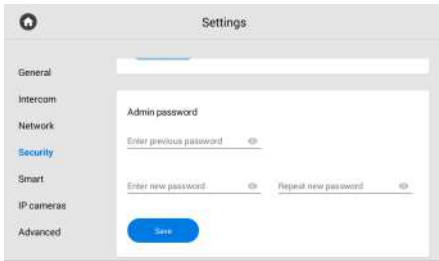 Settings
General
Intercom
Network
Security
Smart
IP cameras
Advanced
Admin password
Enter previous password
Enter new password Repeat new password
Save